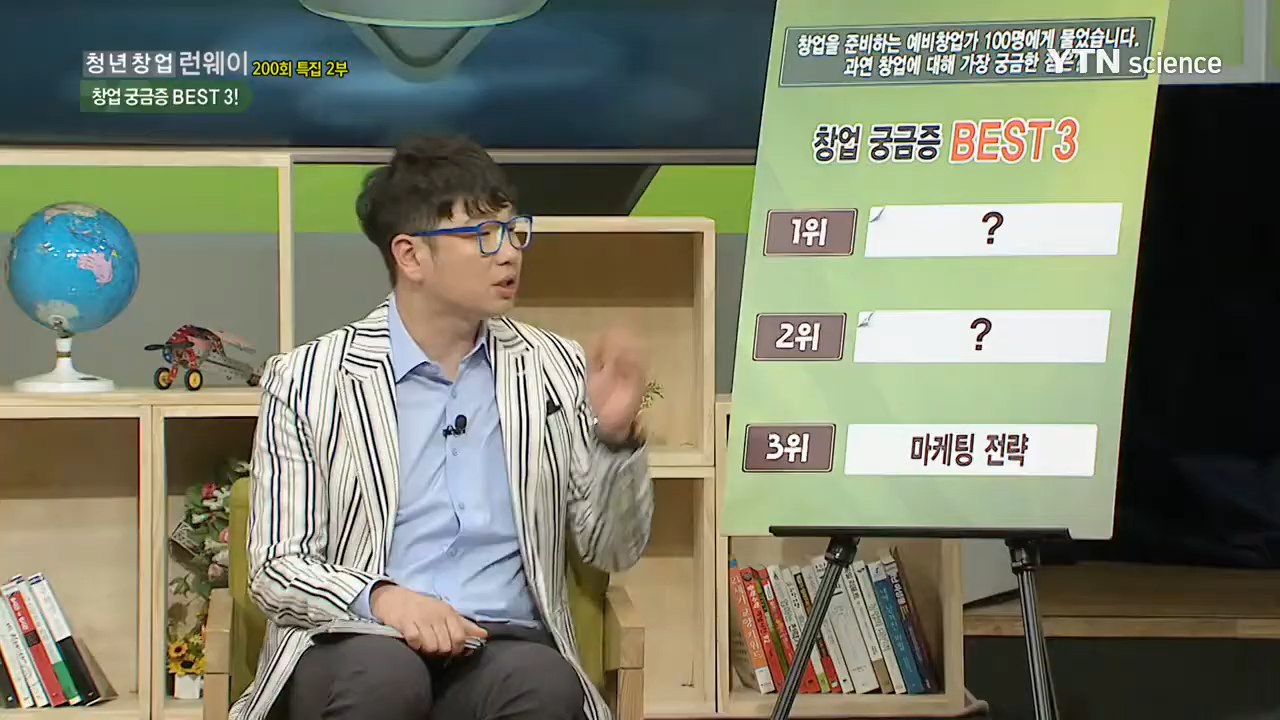 청년창업 런웨이 200회 특집 2부
창업 궁금증 BEST 3!
YTN science
창업을 준비하는 예비창업가 100명에게 물었습니다.
과연 창업에 대해 가장 궁금한 점은?
창업 궁금증 BEST 3
1위 ?
2위 ?
3위 마케팅 전략